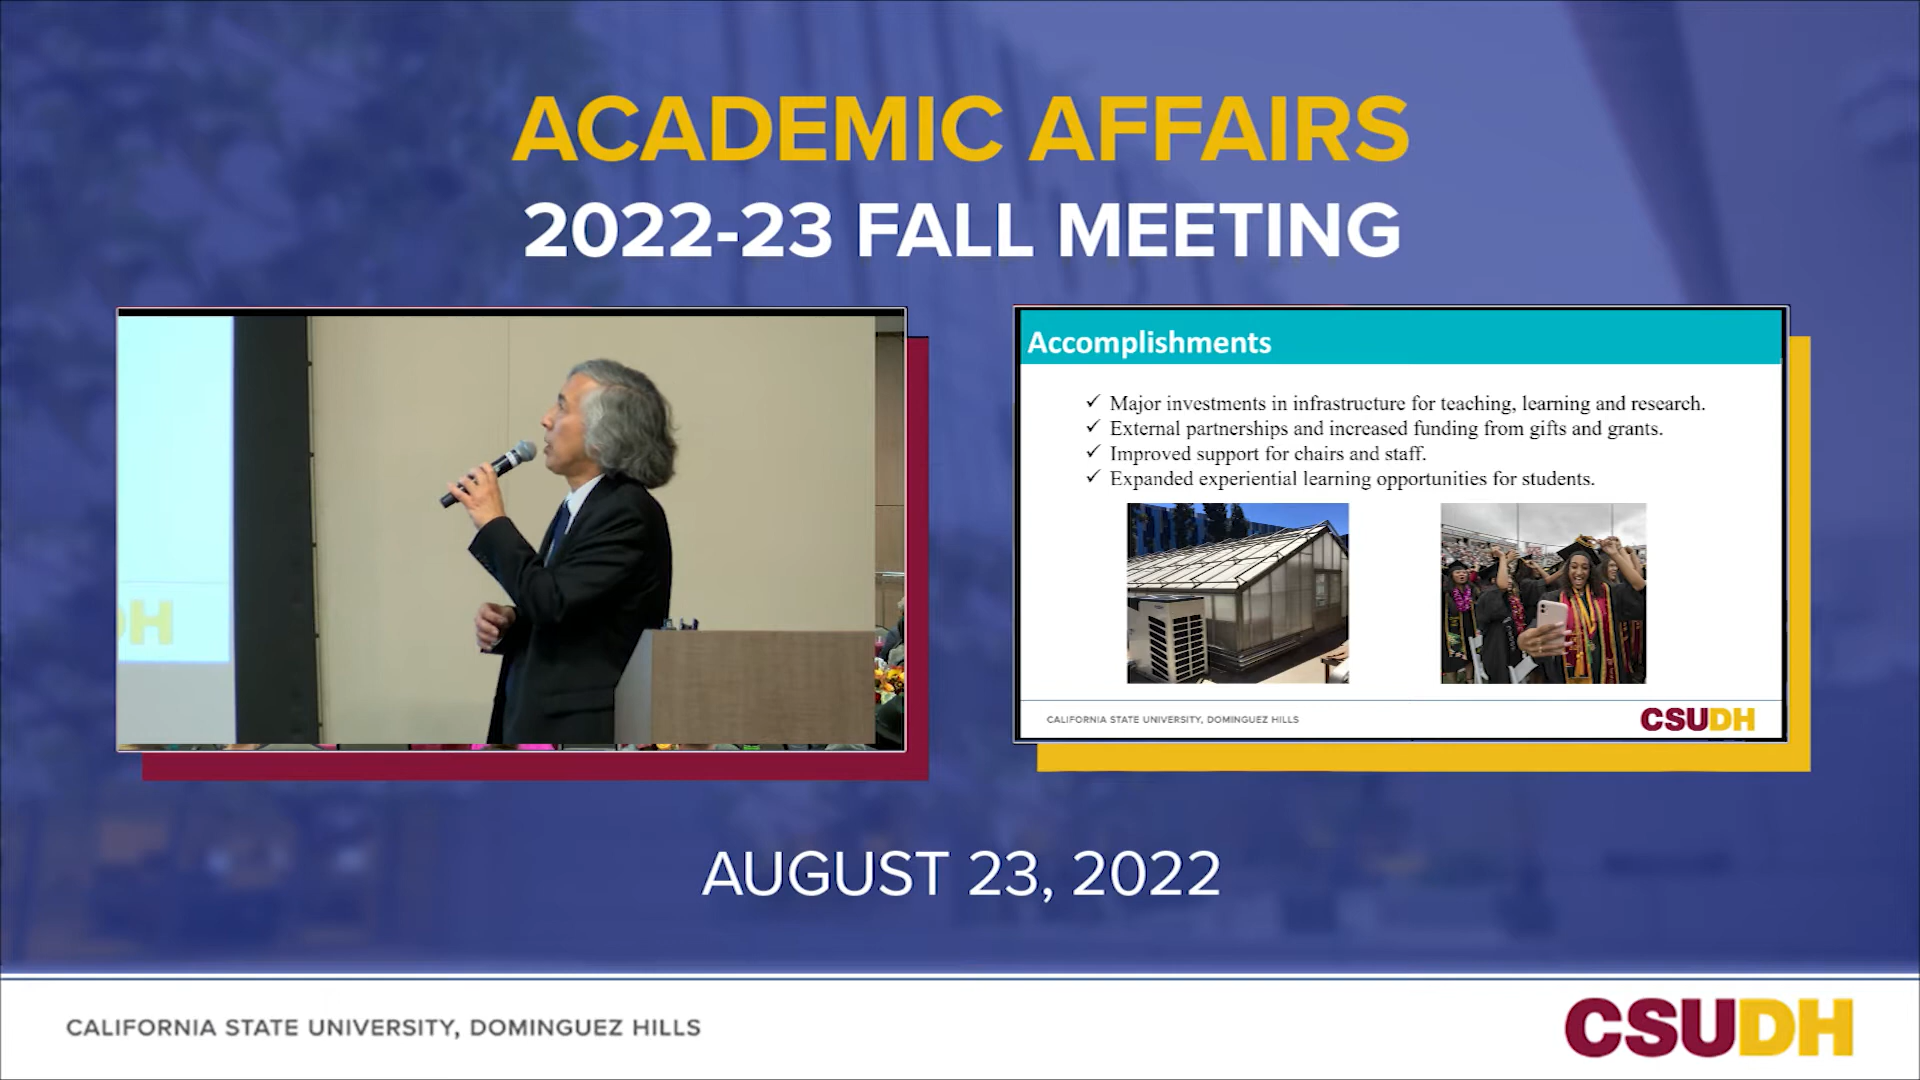 ACADEMIC AFFAIRS
2022-23 FALL MEETING
DH
Accomplishments
✓ Major investments in infrastructure for teaching, learning and research.
✓ External partnerships and increased funding from gifts and grants.
✓ Improved support for chairs and staff.
✓ Expanded experiential learning opportunities for students.
CALIFORNIA STATE UNIVERSITY, DOMINGUEZ HILLS
CSUDH
AUGUST 23, 2022
CALIFORNIA STATE UNIVERSITY, DOMINGUEZ HILLS
CSUDH